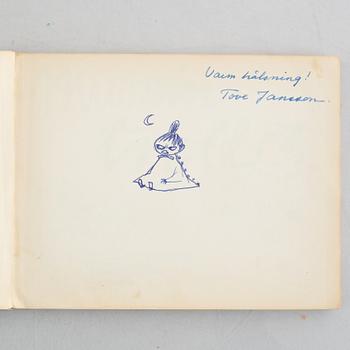 Varm hälsning!
Tove Jansson.